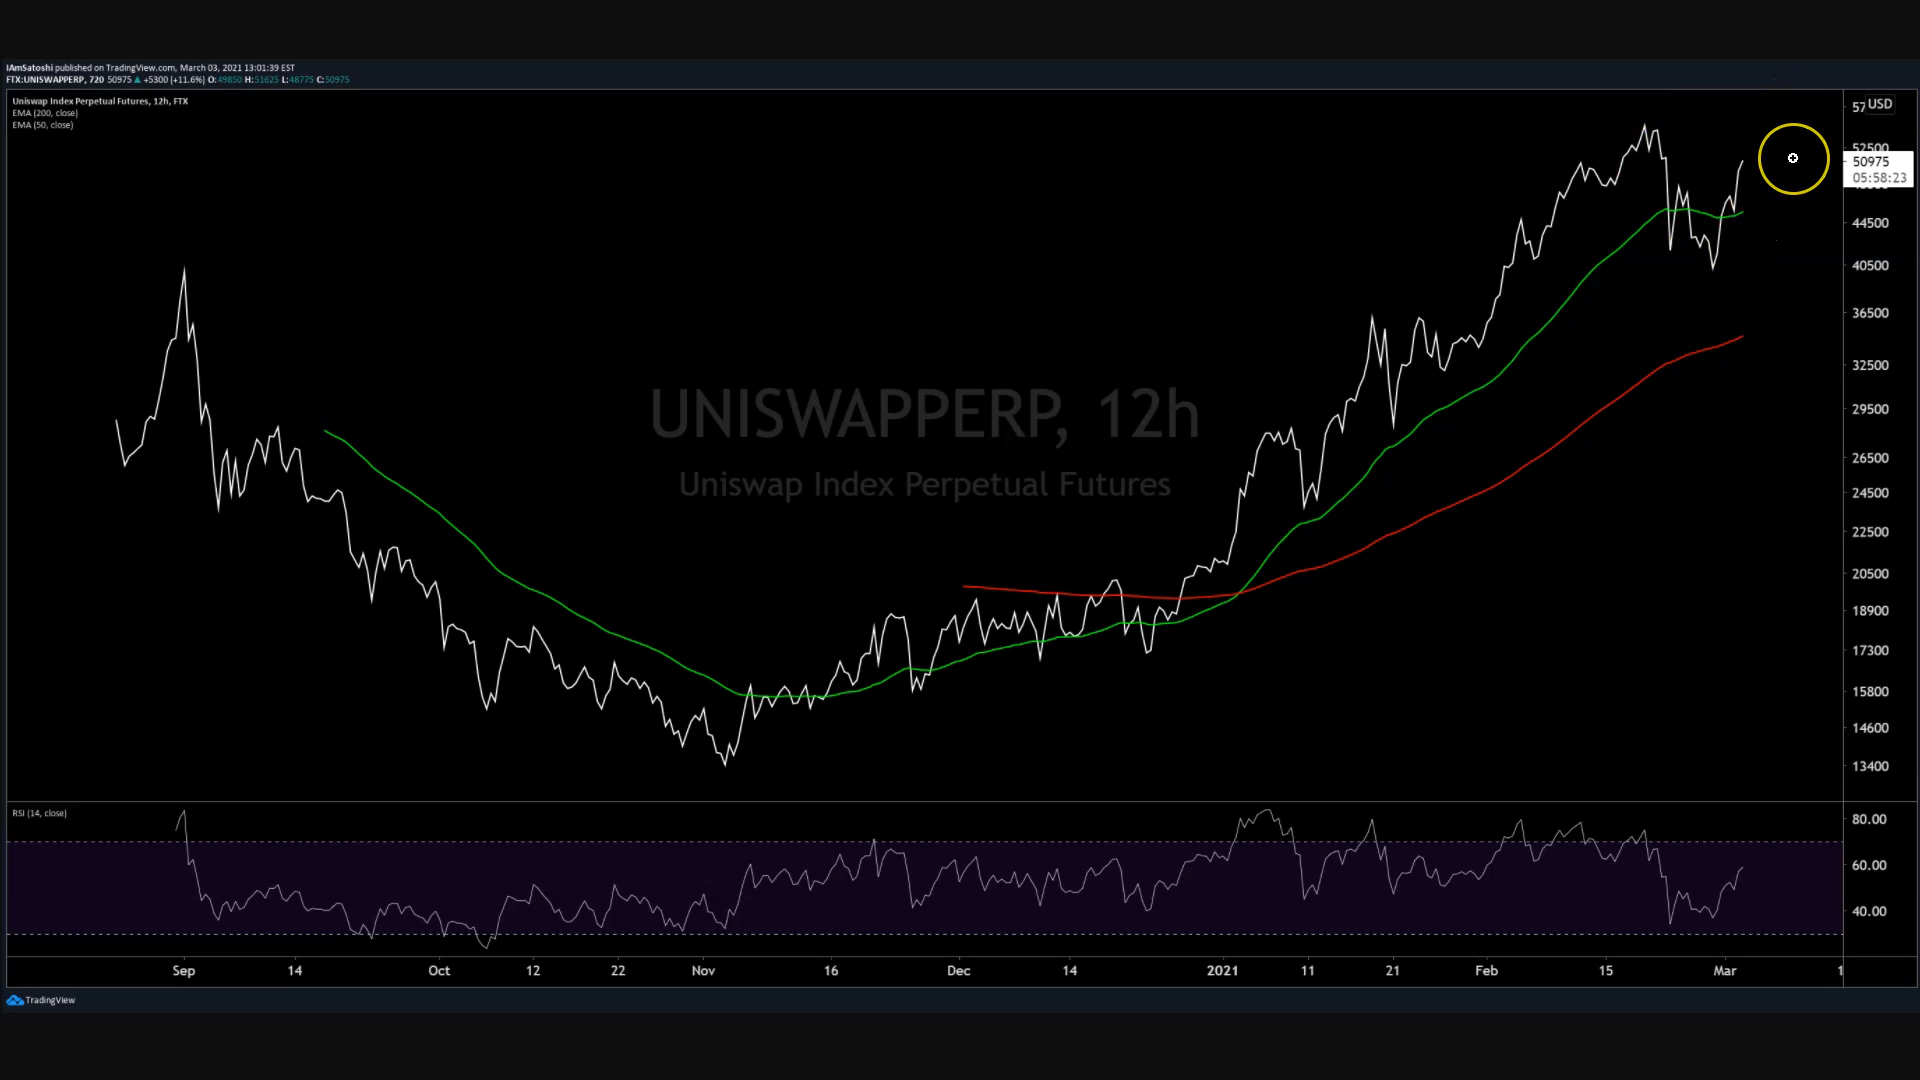 IAmSatoshi published on TradingView.com, March 03, 2021 13:01:39 EST
FTX:UNISWAPPERP, 720 50975 ▲ +5300 (+11.6%) O:49850 H:51625 L:48775 C:50975
Uniswap Index Perpetual Futures, 12h, FTX
EMA (200, close)
EMA (50, close)
USD
52500
50975
05:58:23
44500
40500
36500
32500
29500
26500
24500
22500
20500
18900
17300
15800
14600
13400
UNISWAPPERP, 12h
Uniswap Index Perpetual Futures
RSI (14, close)
80.00
60.00
40.00
Sep 14 Oct 12 22 Nov 16 Dec 14 2021 11 21 Feb 15 Mar
TradingView